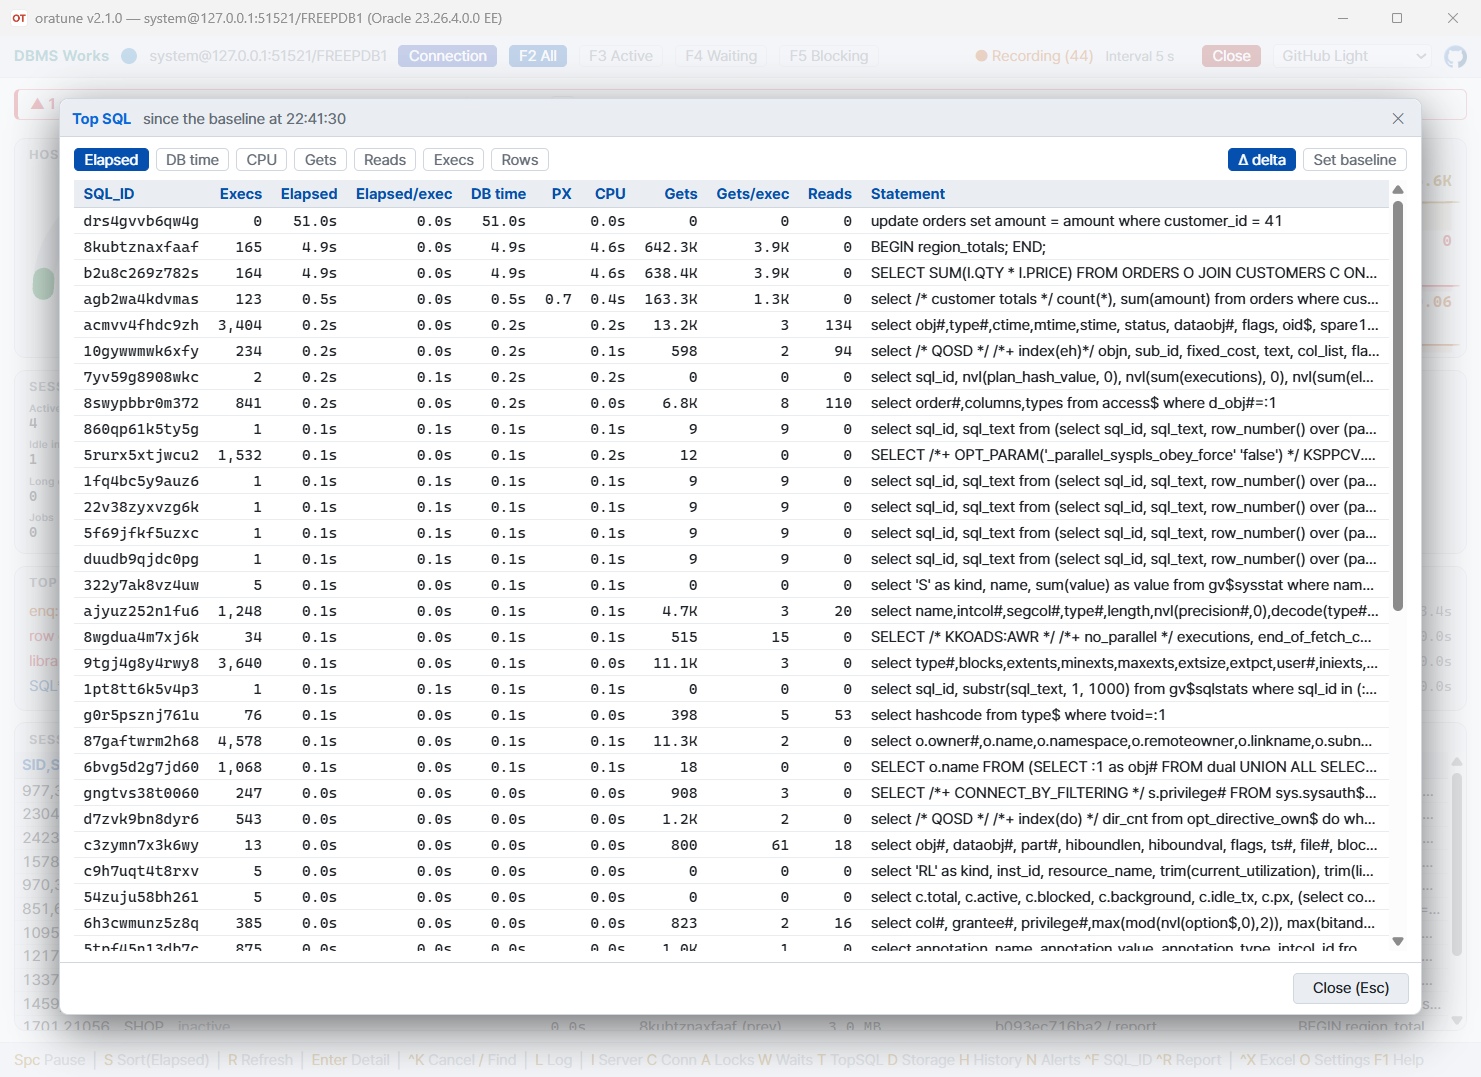 OT oratune v2.1.0 — system@127.0.0.1:51521/FREEPDB1 (Oracle 23.26.4.0.0 EE)
DBMS Works system@127.0.0.1:51521/FREEPDB1 Connection F2 All F3 Active F4 Waiting F5 Blocking Recording (44) Interval 5 s Close GitHub Light
▲ 1
Top SQL since the baseline at 22:41:30
Elapsed DB time CPU Gets Reads Execs Rows Δ delta Set baseline
SQL_ID Execs Elapsed Elapsed/exec DB time PX CPU Gets Gets/exec Reads Statement
drs4gvvb6qw4g 0 51.0s 0.0s 51.0s 0.0s 0 0 0 update orders set amount = amount where customer_id = 41
8kubtznaxfaaf 165 4.9s 0.0s 4.9s 4.6s 642.3K 3.9K 0 BEGIN region_totals; END;
b2u8c269z782s 164 4.9s 0.0s 4.9s 4.6s 638.4K 3.9K 0 SELECT SUM(I.QTY * I.PRICE) FROM ORDERS O JOIN CUSTOMERS C ON...
agb2wa4kdvmas 123 0.5s 0.0s 0.5s 0.7 0.4s 163.3K 1.3K 0 select /* customer totals */ count(*), sum(amount) from orders where cus...
acmvv4fhdc9zh 3,404 0.2s 0.0s 0.2s 0.2s 13.2K 3 134 select obj#,type#,ctime,mtime,stime, status, dataobj#, flags, oid$, spare1...
10gywwmwk6xfy 234 0.2s 0.0s 0.2s 0.1s 598 2 94 select /* QOSD */ /*+ index(eh)*/ objn, sub_id, fixed_cost, text, col_list, fla...
7yv59g8908wkc 2 0.2s 0.1s 0.2s 0.2s 0 0 0 select sql_id, nvl(plan_hash_value, 0), nvl(sum(executions), 0), nvl(sum(el...
8swypbbr0m372 841 0.2s 0.0s 0.2s 0.0s 6.8K 8 110 select order#,columns,types from access$ where d_obj#=:1
860qp61k5ty5g 1 0.1s 0.1s 0.1s 0.1s 9 9 0 select sql_id, sql_text from (select sql_id, sql_text, row_number() over (pa...
5rurx5xtjwcu2 1,532 0.1s 0.0s 0.1s 0.2s 12 0 0 SELECT /*+ OPT_PARAM('_parallel_syspls_obey_force' 'false') */ KSPPCV....
1fq4bc5y9auz6 1 0.1s 0.1s 0.1s 0.1s 9 9 0 select sql_id, sql_text from (select sql_id, sql_text, row_number() over (pa...
22v38zyxvzg6k 1 0.1s 0.1s 0.1s 0.1s 9 9 0 select sql_id, sql_text from (select sql_id, sql_text, row_number() over (pa...
5f69jfkf5uzxc 1 0.1s 0.1s 0.1s 0.1s 9 9 0 select sql_id, sql_text from (select sql_id, sql_text, row_number() over (pa...
duudb9qjdc0pg 1 0.1s 0.1s 0.1s 0.1s 9 9 0 select sql_id, sql_text from (select sql_id, sql_text, row_number() over (pa...
322y7ak8vz4uw 5 0.1s 0.0s 0.1s 0.1s 0 0 0 select 'S' as kind, name, sum(value) as value from gv$sysstat where nam...
ajyuz252n1fu6 1,248 0.1s 0.0s 0.1s 0.1s 4.7K 3 20 select name,intcol#,segcol#,type#,length,nvl(precision#,0),decode(type#...
8wgdua4m7xj6k 34 0.1s 0.0s 0.1s 0.1s 515 15 0 SELECT /* KKOADS:AWR */ /*+ no_parallel */ executions, end_of_fetch_c...
9tgj4g8y4rwy8 3,640 0.1s 0.0s 0.1s 0.0s 11.1K 3 0 select type#,blocks,extents,minexts,maxexts,extsize,extpct,user#,iniexts,...
1pt8tt6k5v4p3 1 0.1s 0.1s 0.1s 0.1s 0 0 0 select sql_id, substr(sql_text, 1, 1000) from gv$sqlstats where sql_id in (:...
g0r5psznj761u 76 0.1s 0.0s 0.1s 0.0s 398 5 53 select hashcode from type$ where tvoid=:1
87gaftwrm2h68 4,578 0.1s 0.0s 0.1s 0.1s 11.3K 2 0 select o.owner#,o.name,o.namespace,o.remoteowner,o.linkname,o.subn...
6bvg5d2g7jd60 1,068 0.1s 0.0s 0.1s 0.1s 18 0 0 SELECT o.name FROM (SELECT :1 as obj# FROM dual UNION ALL SELEC...
gngtvs38t0060 247 0.0s 0.0s 0.0s 0.0s 908 3 0 SELECT /*+ CONNECT_BY_FILTERING */ s.privilege# FROM sys.sysauth$...
d7zvk9bn8dyr6 543 0.0s 0.0s 0.0s 0.0s 1.2K 2 0 select /* QOSD */ /*+ index(do) */ dir_cnt from opt_directive_own$ do wh...
c3zymn7x3k6wy 13 0.0s 0.0s 0.0s 0.0s 800 61 18 select obj#, dataobj#, part#, hiboundlen, hiboundval, flags, ts#, file#, bloc...
c9h7uqt4t8rxv 5 0.0s 0.0s 0.0s 0.0s 0 0 0 select 'RL' as kind, inst_id, resource_name, trim(current_utilization), trim(li...
54zuju58bh261 5 0.0s 0.0s 0.0s 0.0s 0 0 0 select c.total, c.active, c.blocked, c.background, c.idle_tx, c.px, (select co...
6h3cwmunz5z8q 385 0.0s 0.0s 0.0s 0.0s 823 2 16 select col#, grantee#, privilege#,max(mod(nvl(option$,0),2)), max(bitand...
5tnf45n13dh7c 875 0.0s 0.0s 0.0s 0.0s 1.0K 1 0 select annotation_name, annotation_value, annotation_type, intcol_id fro
Close (Esc)
1701,21056 SHOP inactive 0.0s 8kubtznaxfaaf (prev) 3.0 MB b093ec716ba2 / report BEGIN region_total
Spc Pause | S Sort(Elapsed) | R Refresh | Enter Detail | ^K Cancel / Find | L Log | I Server C Conn A Locks W Waits T TopSQL D Storage H History N Alerts ^F SQL_ID ^R Report | ^X Excel O Settings F1 Help